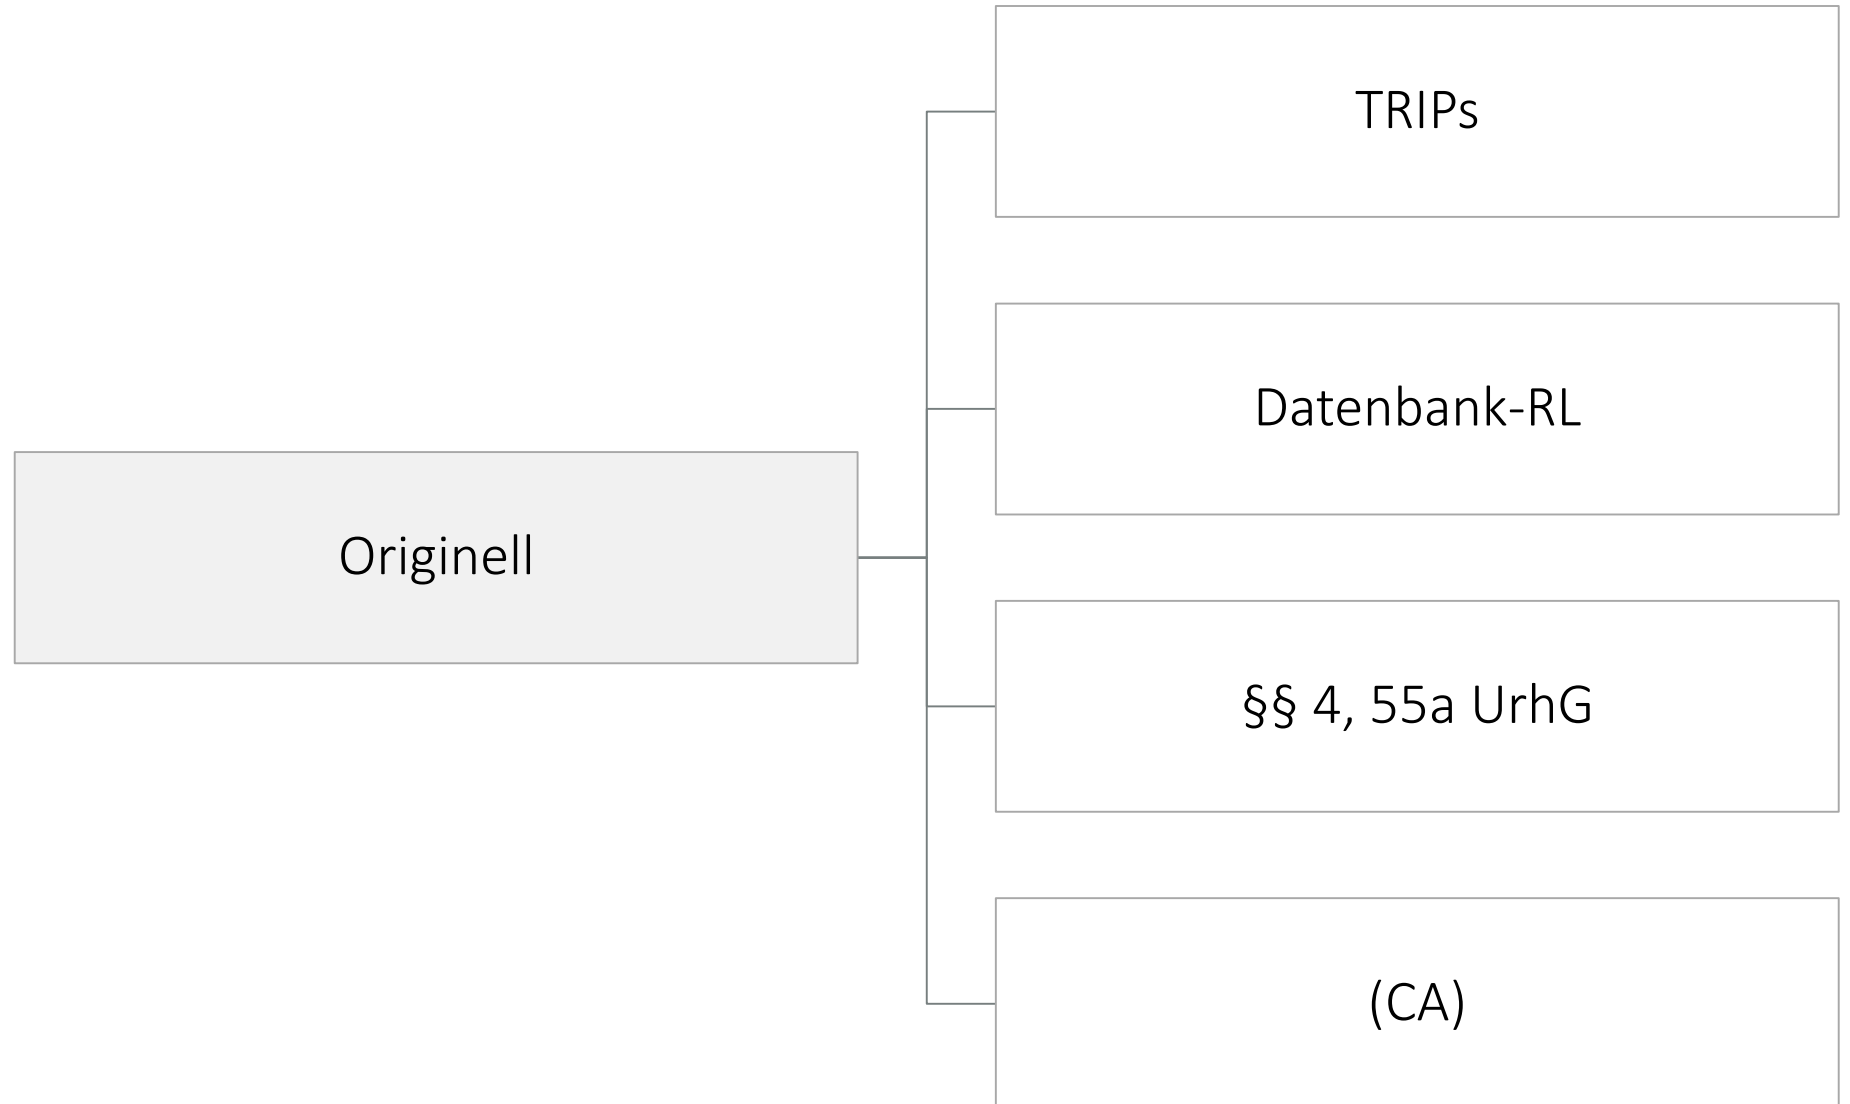 TRIPs
Datenbank-RL
Originell
§§ 4, 55a UrhG
(CA)